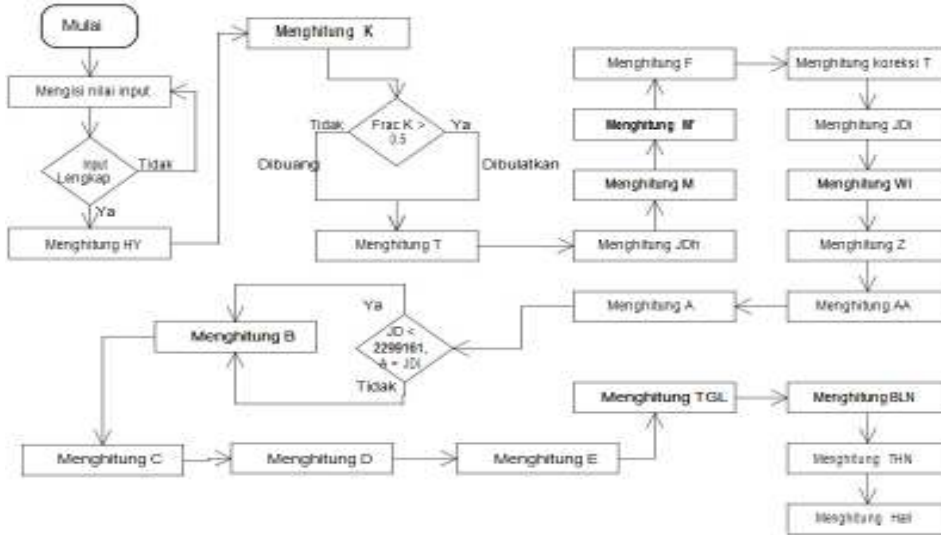 Mulai
Mengisi nilai input
Input
Lengkap
Tidak
Ya
Menghitung HY
Menghitung K
Tidak
Frac K >
0.5
Ya
Dibuang
Dibulatkan
Menghitung T
Menghitung JDh
Menghitung M
Menghitung M'
Menghitung F
Menghitung koreksi T
Menghitung JDi
Menghitung WI
Menghitung Z
Menghitung AA
Menghitung A
Ya
JD <
2299161,
A = JDI
Tidak
Menghitung B
Menghitung C
Menghitung D
Menghitung E
Menghitung TGL
Menghitung BLN
Menghitung THN
Menghitung Hari